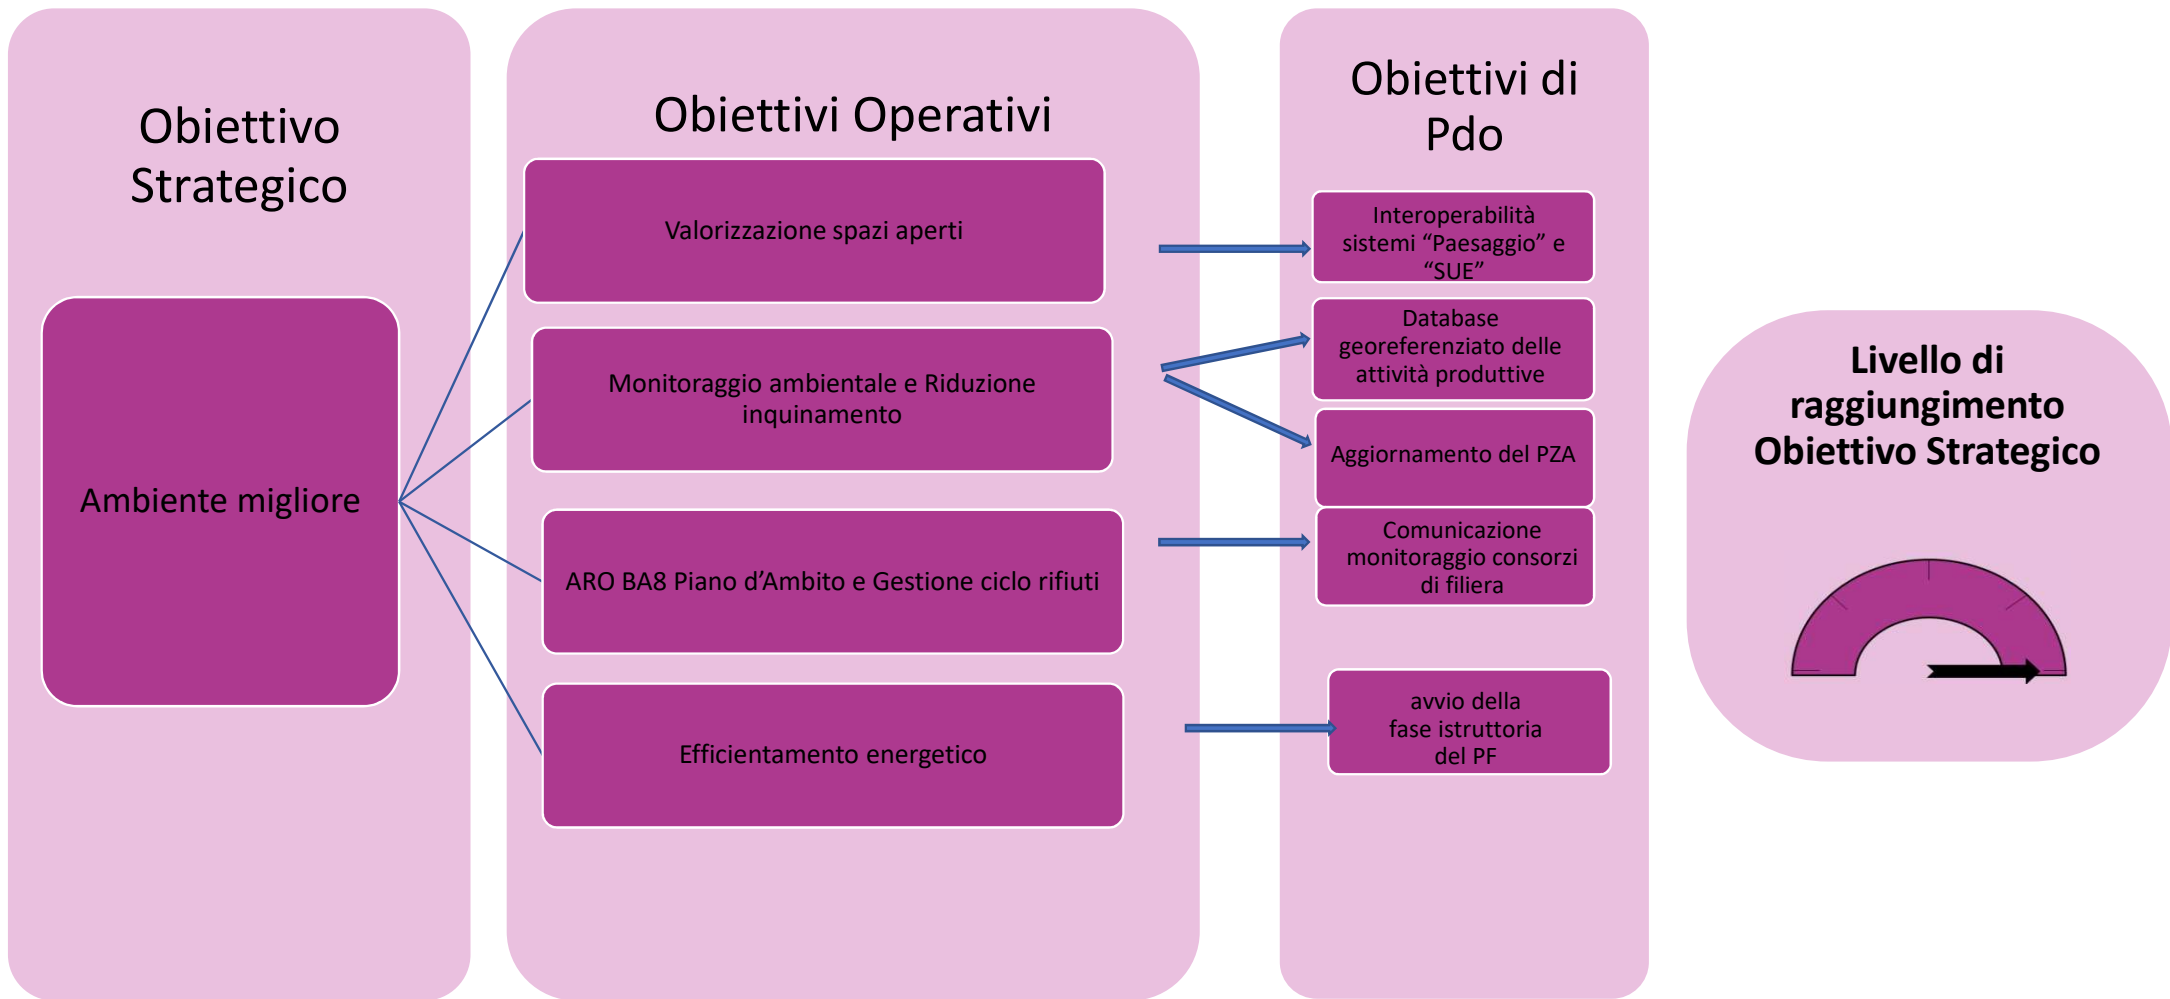 Obiettivo
Strategico
Ambiente migliore
Obiettivi Operativi
Valorizzazione spazi aperti
Monitoraggio ambientale e Riduzione
inquinamento
ARO BA8 Piano d’Ambito e Gestione ciclo rifiuti
Efficientamento energetico
Obiettivi di
Pdo
Interoperabilità
sistemi “Paesaggio” e
“SUE”
Database
georeferenziato delle
attività produttive
Aggiornamento del PZA
Comunicazione
monitoraggio consorzi
di filiera
avvio della
fase istruttoria
del PF
Livello di
raggiungimento
Obiettivo Strategico